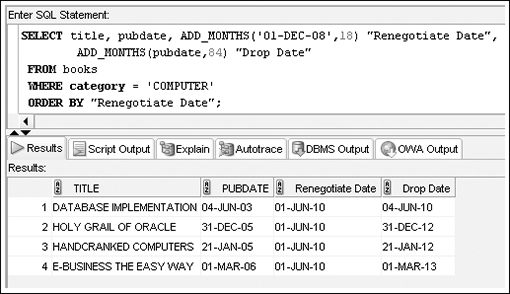 Enter SQL Statement:
SELECT title, pubdate, ADD_MONTHS('01-DEC-08',18) "Renegotiate Date",
ADD_MONTHS(pubdate,84) "Drop Date"
FROM books
WHERE category = 'COMPUTER'
ORDER BY "Renegotiate Date";
Results Script Output Explain Autotrace DBMS Output OWA Output
Results:
TITLE PUBDATE Renegotiate Date Drop Date
1 DATABASE IMPLEMENTATION 04-JUN-03 01-JUN-10 04-JUN-10
2 HOLY GRAIL OF ORACLE 31-DEC-05 01-JUN-10 31-DEC-12
3 HANDCRANKED COMPUTERS 21-JAN-05 01-JUN-10 21-JAN-12
4 E-BUSINESS THE EASY WAY 01-MAR-06 01-JUN-10 01-MAR-13